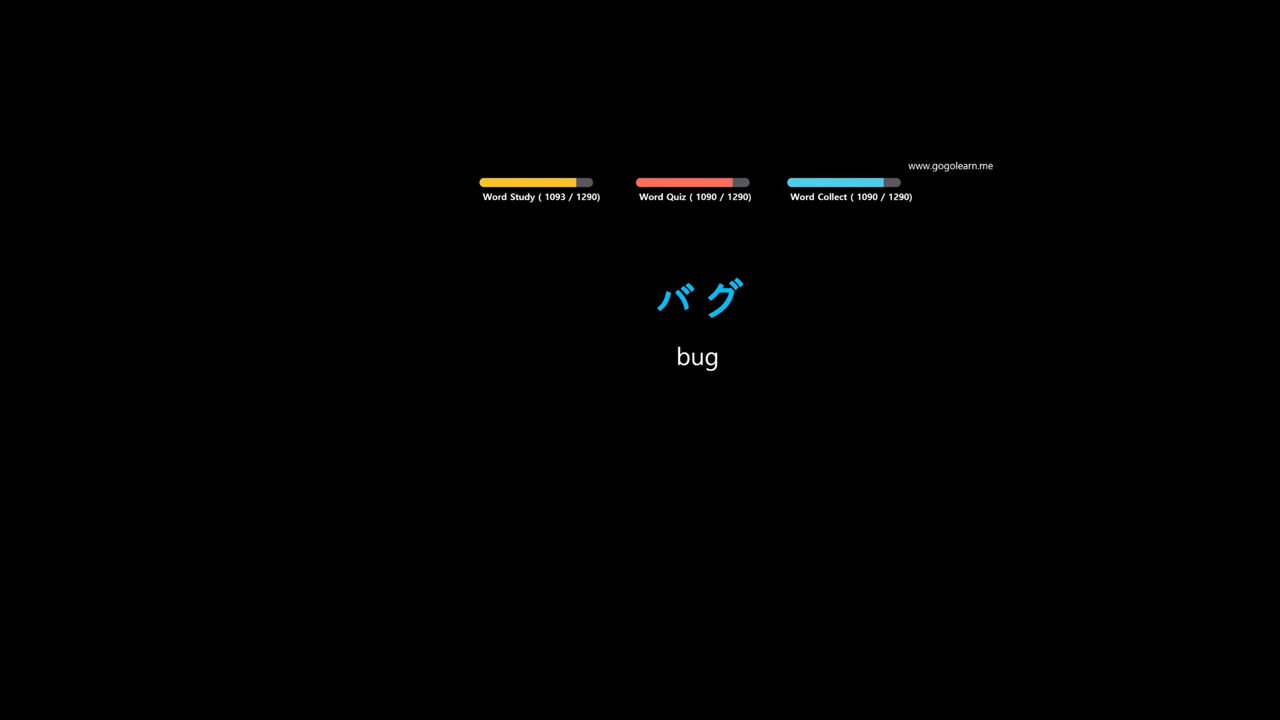 www.gogolearn.me
Word Study ( 1093 / 1290)
Word Quiz ( 1090 / 1290)
Word Collect ( 1090 / 1290)
バグ
bug